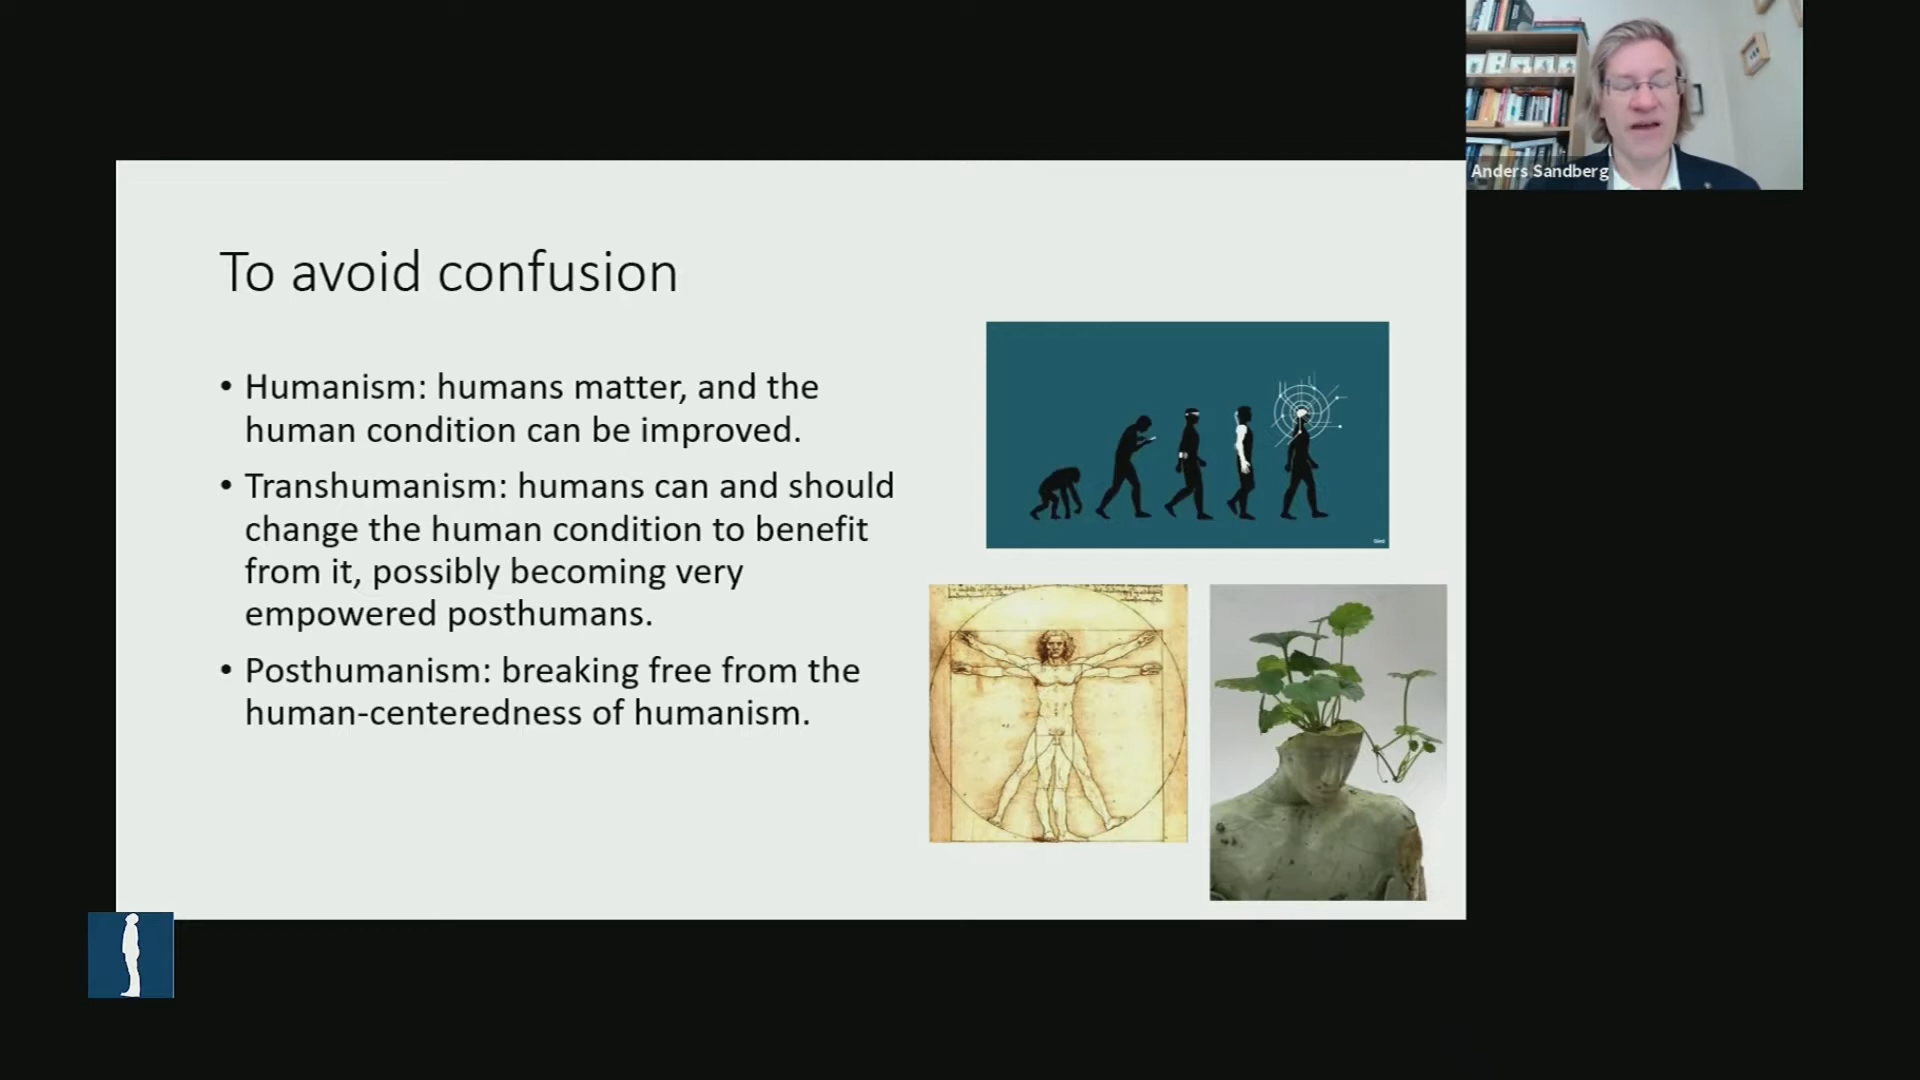 Anders Sandberg
To avoid confusion
• Humanism: humans matter, and the
human condition can be improved.
• Transhumanism: humans can and should
change the human condition to benefit
from it, possibly becoming very
empowered posthumans.
• Posthumanism: breaking free from the
human-centeredness of humanism.